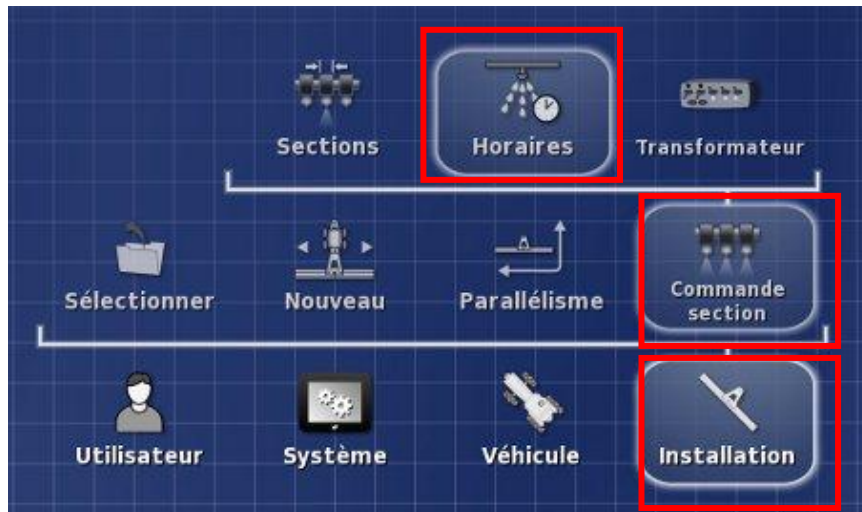 Sections Horaires Transformateur
Sélectionner Nouveau Parallélisme Commande section
Utilisateur Système Véhicule Installation